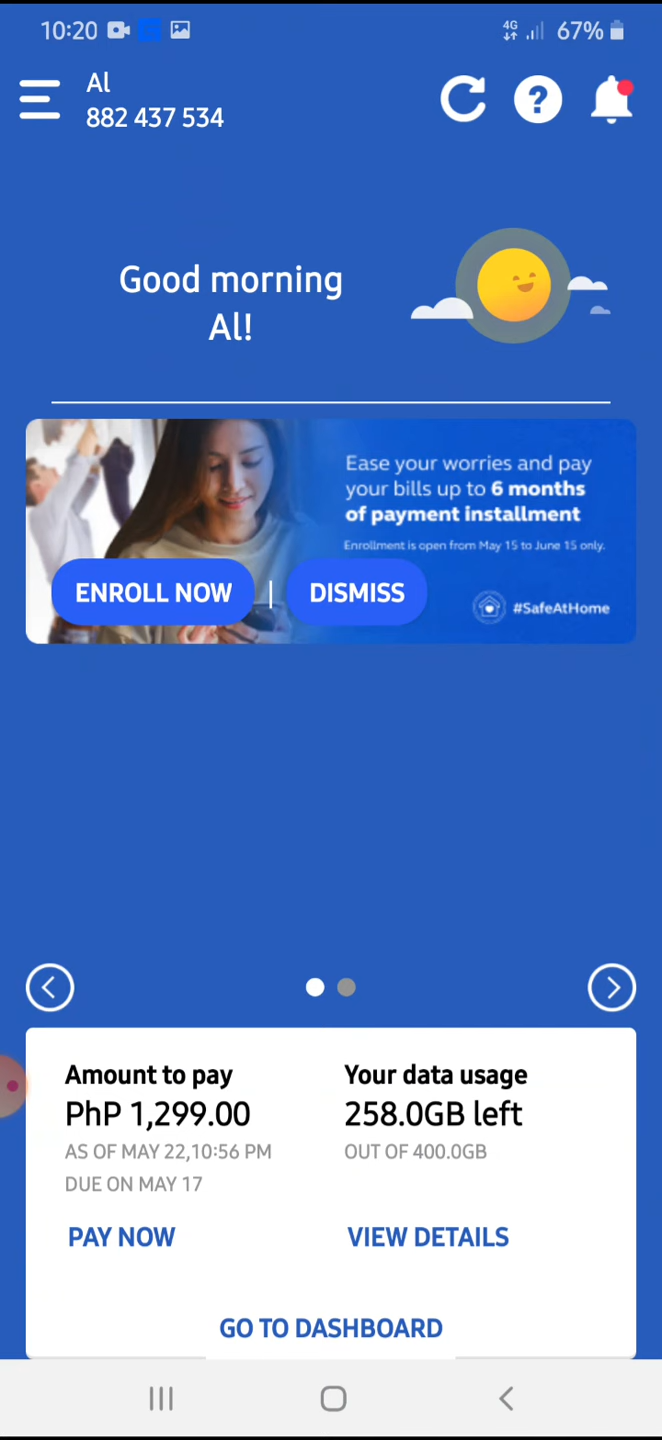 10:20
4G
67%
Al
882 437 534
?
Good morning
Al!
Ease your worries and pay
your bills up to 6 months
of payment installment
Enrollment is open from May 15 to June 15 only.
ENROLL NOW | DISMISS
#SafeAtHome
Amount to pay
PhP 1,299.00
AS OF MAY 22,10:56 PM
DUE ON MAY 17
PAY NOW
Your data usage
258.0GB left
OUT OF 400.0GB
VIEW DETAILS
GO TO DASHBOARD